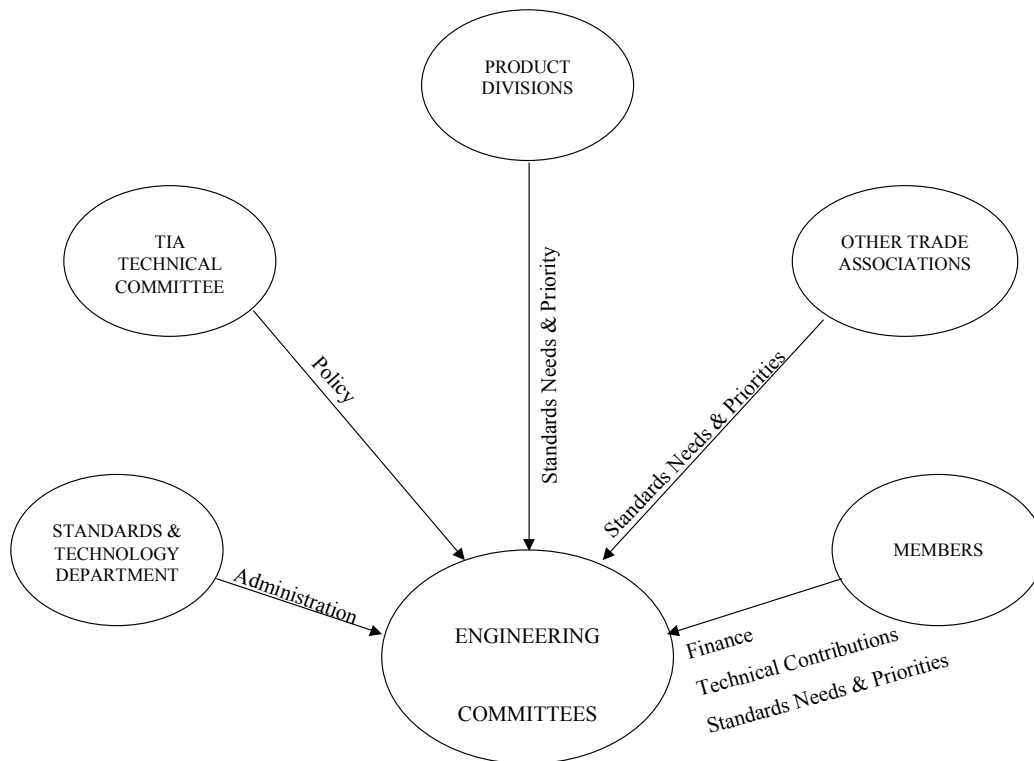 PRODUCT
DIVISIONS
TIA
TECHNICAL
COMMITTEE
OTHER TRADE
ASSOCIATIONS
Policy
Standards Needs & Priority
Standards Needs & Priorities
STANDARDS &
TECHNOLOGY
DEPARTMENT
Administration
MEMBERS
ENGINEERING
COMMITTEES
Finance
Technical Contributions
Standards Needs & Priorities